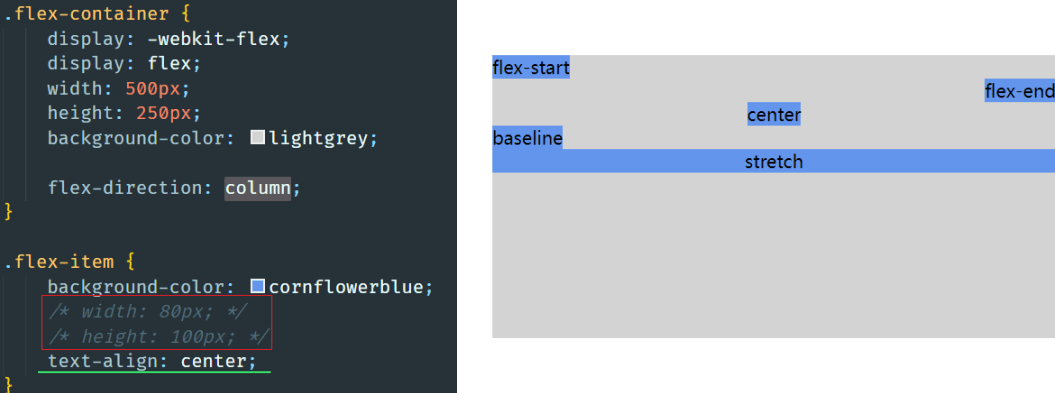 .flex-container {
display: -webkit-flex;
display: flex;
width: 500px;
height: 250px;
background-color: lightgrey;
flex-direction: column;
}
.flex-item {
background-color: cornflowerblue;
/* width: 80px; */
/* height: 100px; */
text-align: center;
}
flex-start
flex-end
center
baseline
stretch